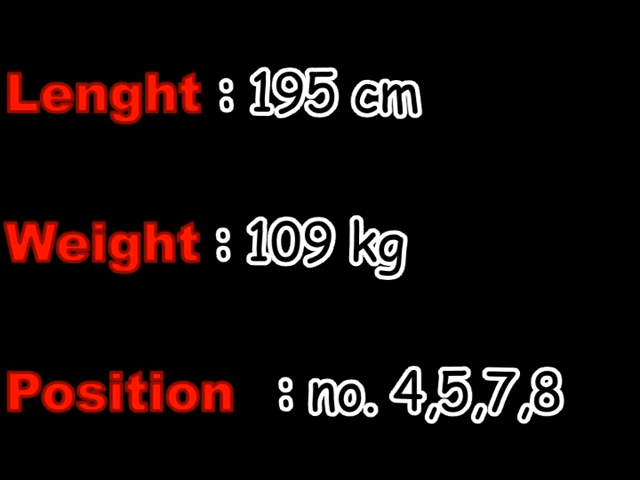 Lenght : 195 cm
Weight : 109 kg
Position : no. 4,5,7,8